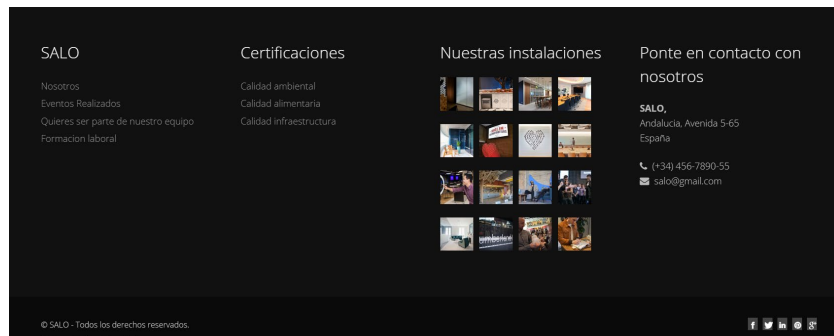 SALO
Nosotros
Eventos Realizados
Quieres ser parte de nuestro equipo
Formacion laboral
Certificaciones
Calidad ambiental
Calidad alimentaria
Calidad infraestructura
Nuestras instalaciones
Ponte en contacto con
nosotros
SALO,
Andalucia, Avenida 5-65
España
(+34) 456-7890-55
salo@gmail.com
© SALO - Todos los derechos reservados.